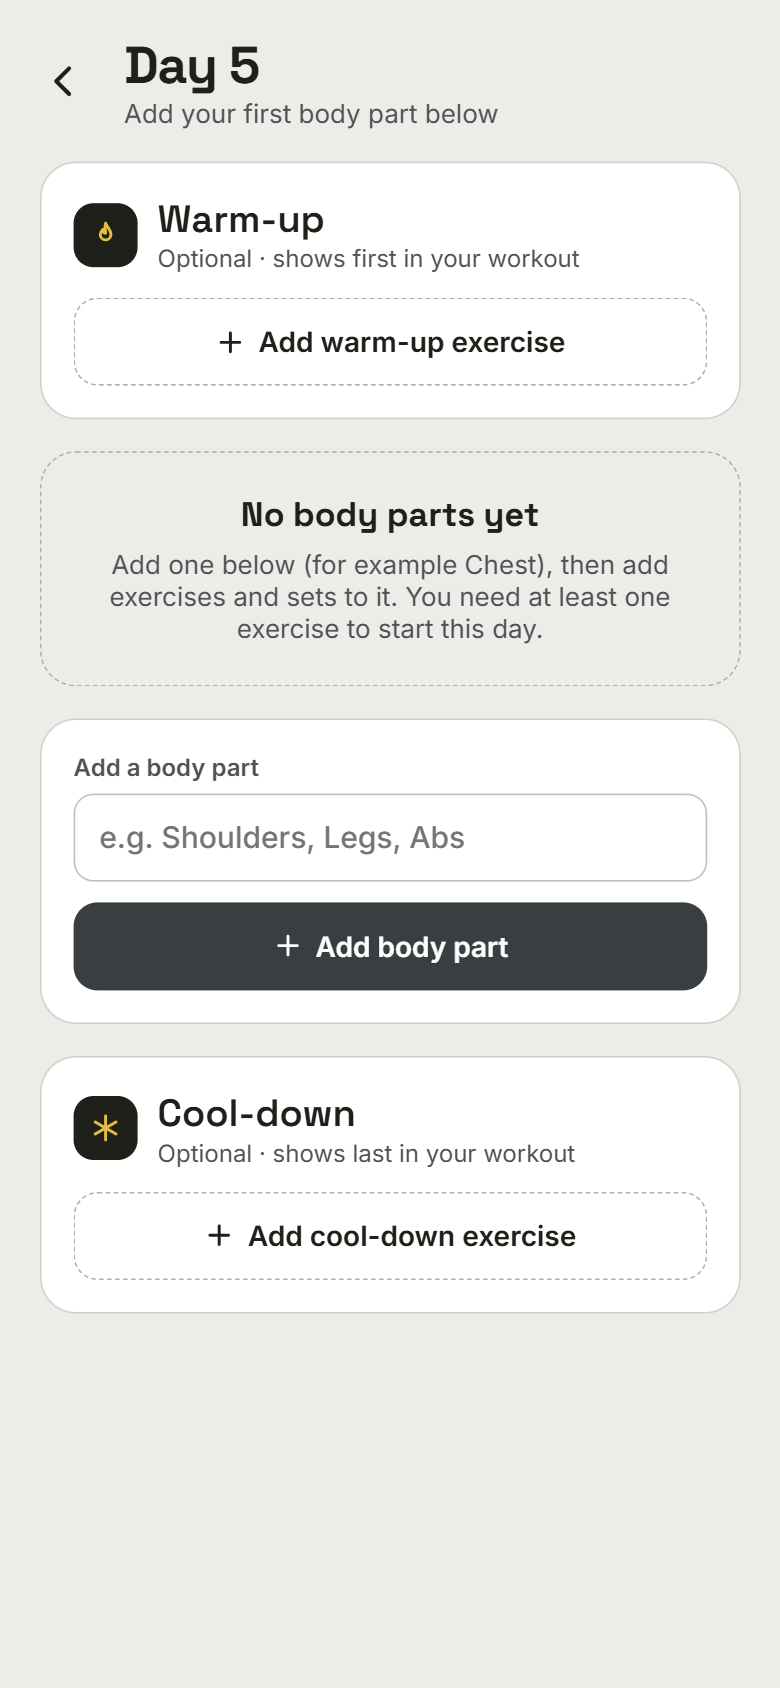 Day 5
Add your first body part below
Warm-up
Optional · shows first in your workout
+ Add warm-up exercise
No body parts yet
Add one below (for example Chest), then add
exercises and sets to it. You need at least one
exercise to start this day.
Add a body part
e.g. Shoulders, Legs, Abs
+ Add body part
Cool-down
Optional · shows last in your workout
+ Add cool-down exercise